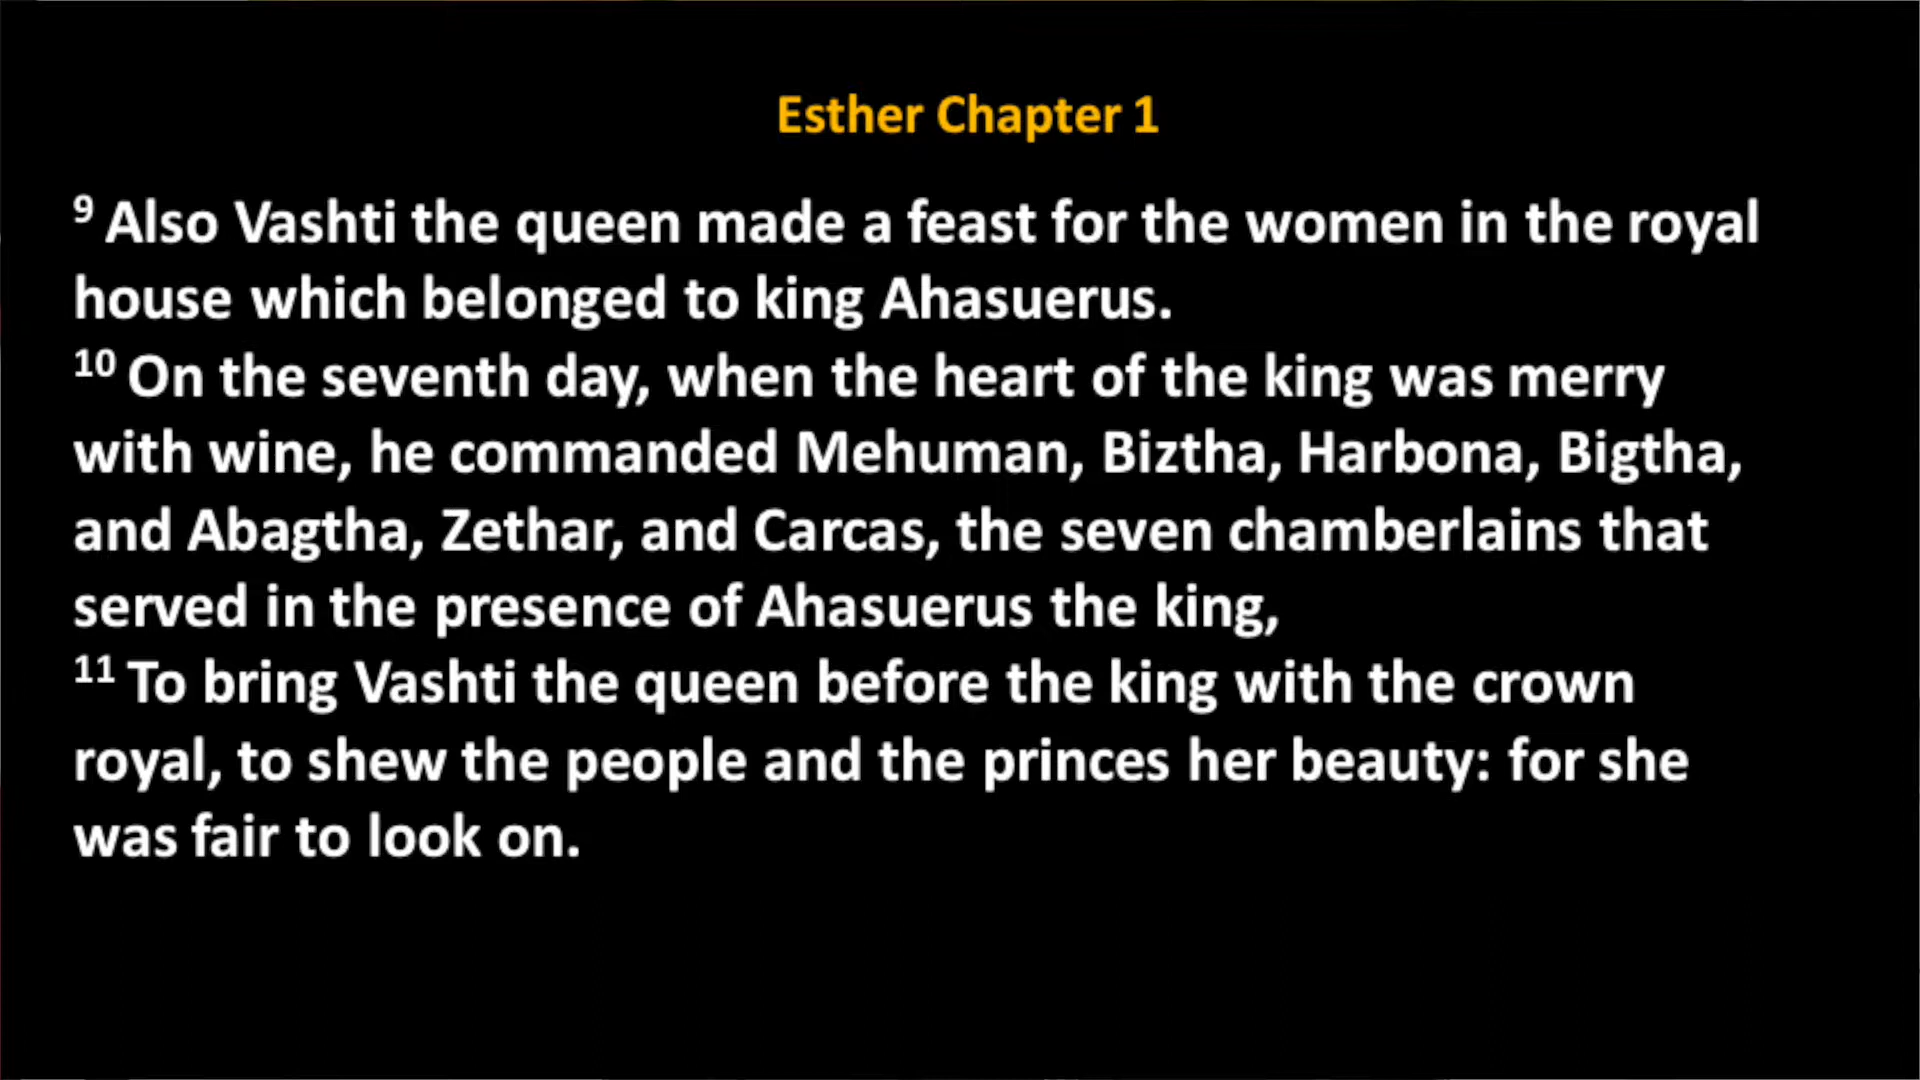 Esther Chapter 1
9 Also Vashti the queen made a feast for the women in the royal
house which belonged to king Ahasuerus.
10 On the seventh day, when the heart of the king was merry
with wine, he commanded Mehuman, Biztha, Harbona, Bigtha,
and Abagtha, Zethar, and Carcas, the seven chamberlains that
served in the presence of Ahasuerus the king,
11 To bring Vashti the queen before the king with the crown
royal, to shew the people and the princes her beauty: for she
was fair to look on.